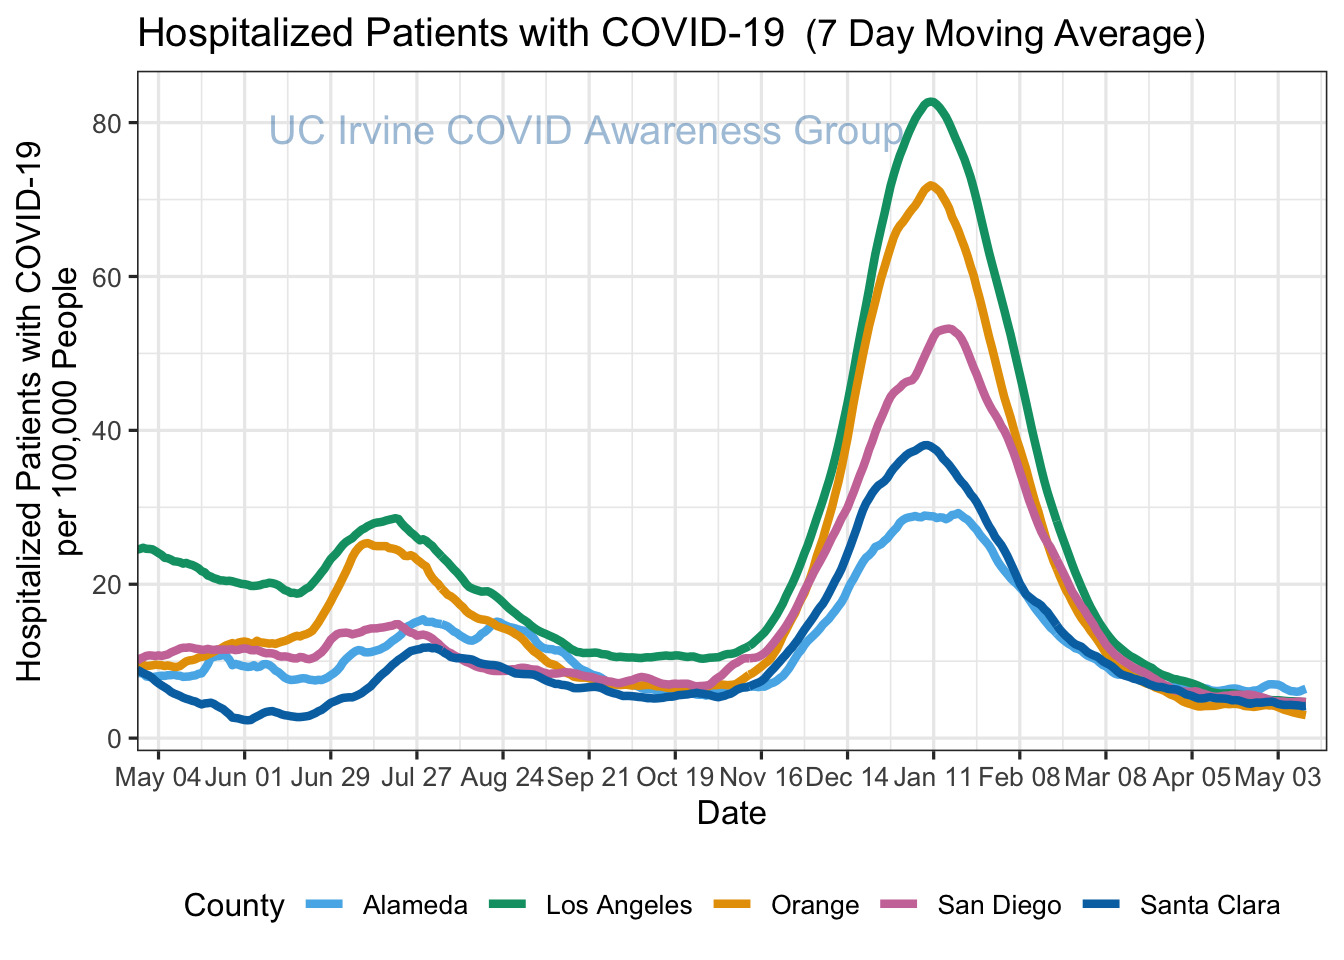 Hospitalized Patients with COVID-19 (7 Day Moving Average)
UC Irvine COVID Awareness Group
Hospitalized Patients with COVID-19
per 100,000 People
80
60
40
20
0
May 04 Jun 01 Jun 29 Jul 27 Aug 24 Sep 21 Oct 19 Nov 16 Dec 14 Jan 11 Feb 08 Mar 08 Apr 05 May 03
Date
County Alameda Los Angeles Orange San Diego Santa Clara